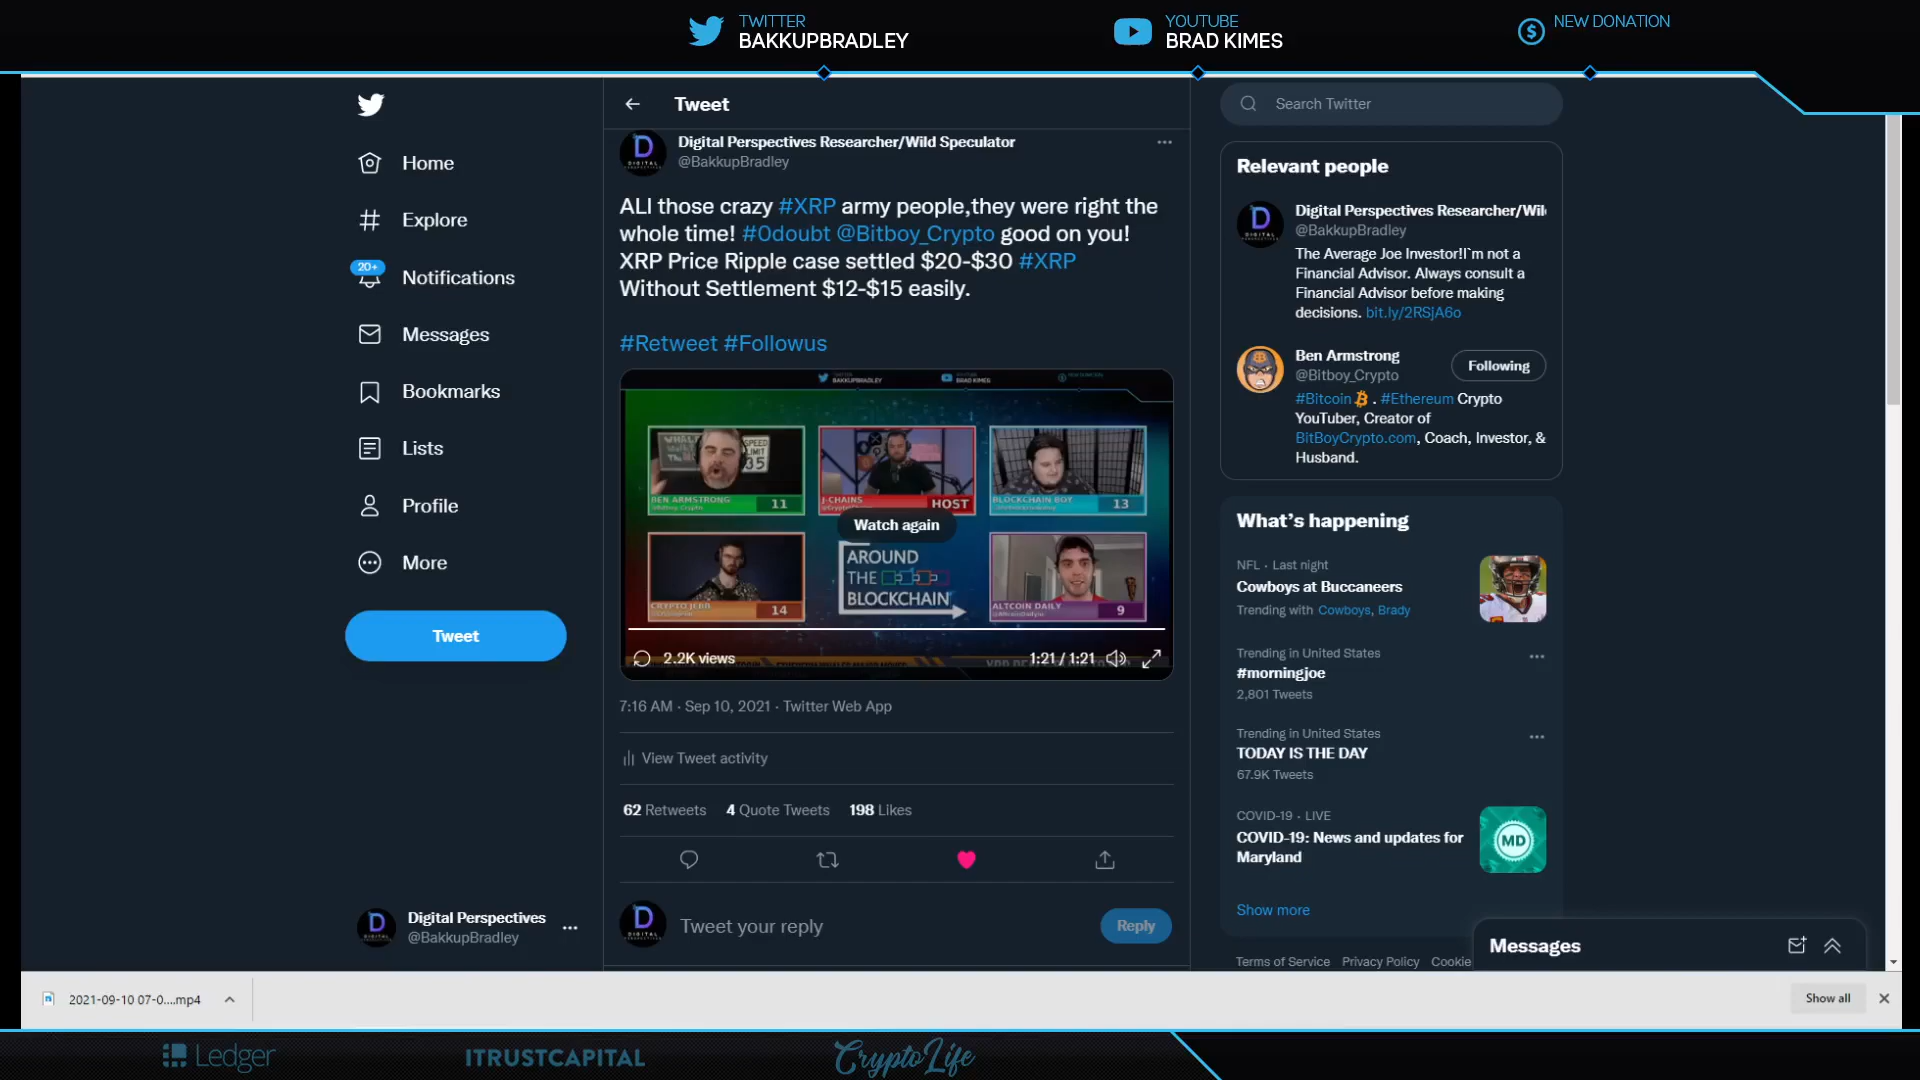 TWITTER
BAKKUPBRADLEY
YOUTUBE
BRAD KIMES
NEW DONATION
Home
Explore
20+
Notifications
Messages
Bookmarks
Lists
Profile
More
Tweet
Digital Perspectives
@BakkupBradley
Tweet
Digital Perspectives Researcher/Wild Speculator
@BakkupBradley
ALl those crazy #XRP army people,they were right the
whole time! #0doubt @Bitboy_Crypto good on you!
XRP Price Ripple case settled $20-$30 #XRP
Without Settlement $12-$15 easily.
#Retweet #Followus
BAKKUPBRADLEY
BRAD KIMES
SPEED
LIMIT
35
BEN ARMSTRONG
11
J-CHAINS
HOST
BLOCKCHAIN BOY
13
Watch again
CRYPTO JEBB
14
AROUND
THE
BLOCKCHAIN
ALTCOIN DAILY
9
2.2K views
1:21 / 1:21
7:16 AM · Sep 10, 2021 · Twitter Web App
View Tweet activity
62 Retweets 4 Quote Tweets 198 Likes
Tweet your reply
Reply
Search Twitter
Relevant people
Digital Perspectives Researcher/Wil
@BakkupBradley
The Average Joe Investor!I`m not a
Financial Advisor. Always consult a
Financial Advisor before making
decisions. bit.ly/2RSjA6o
Ben Armstrong
@Bitboy_Crypto
Following
#Bitcoin . #Ethereum Crypto
YouTuber, Creator of
BitBoyCrypto.com, Coach, Investor, &
Husband.
What's happening
NFL · Last night
Cowboys at Buccaneers
Trending with Cowboys, Brady
Trending in United States
#morningjoe
2,801 Tweets
Trending in United States
TODAY IS THE DAY
67.9K Tweets
COVID-19 · LIVE
COVID-19: News and updates for
Maryland
MD
Show more
Terms of Service Privacy Policy Cookie
Messages
2021-09-10 07-0....mp4
Show all
Ledger
ITRUSTCAPITAL
CryptoLife